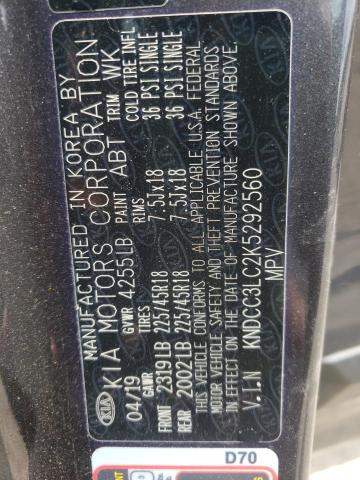 MANUFACTURED IN KOREA BY
KIA KIA MOTORS CORPORATION
04/19 GVWR 4255LB PAINT ABT TRIM WK
GAWR TIRES RIMS COLD TIRE INFL
FRONT 2319LB 225/45R18 7.5JX18 36 PSI SINGLE
REAR 2002LB 225/45R18 7.5JX18 36 PSI SINGLE
THIS VEHICLE CONFORMS TO ALL APPLICABLE U.S.A. FEDERAL
MOTOR VEHICLE SAFETY AND THEFT PREVENTION STANDARDS
IN EFFECT ON THE DATE OF MANUFACTURE SHOWN ABOVE.
V.I.N KNDCC3LC2K5292560
MPV
D70